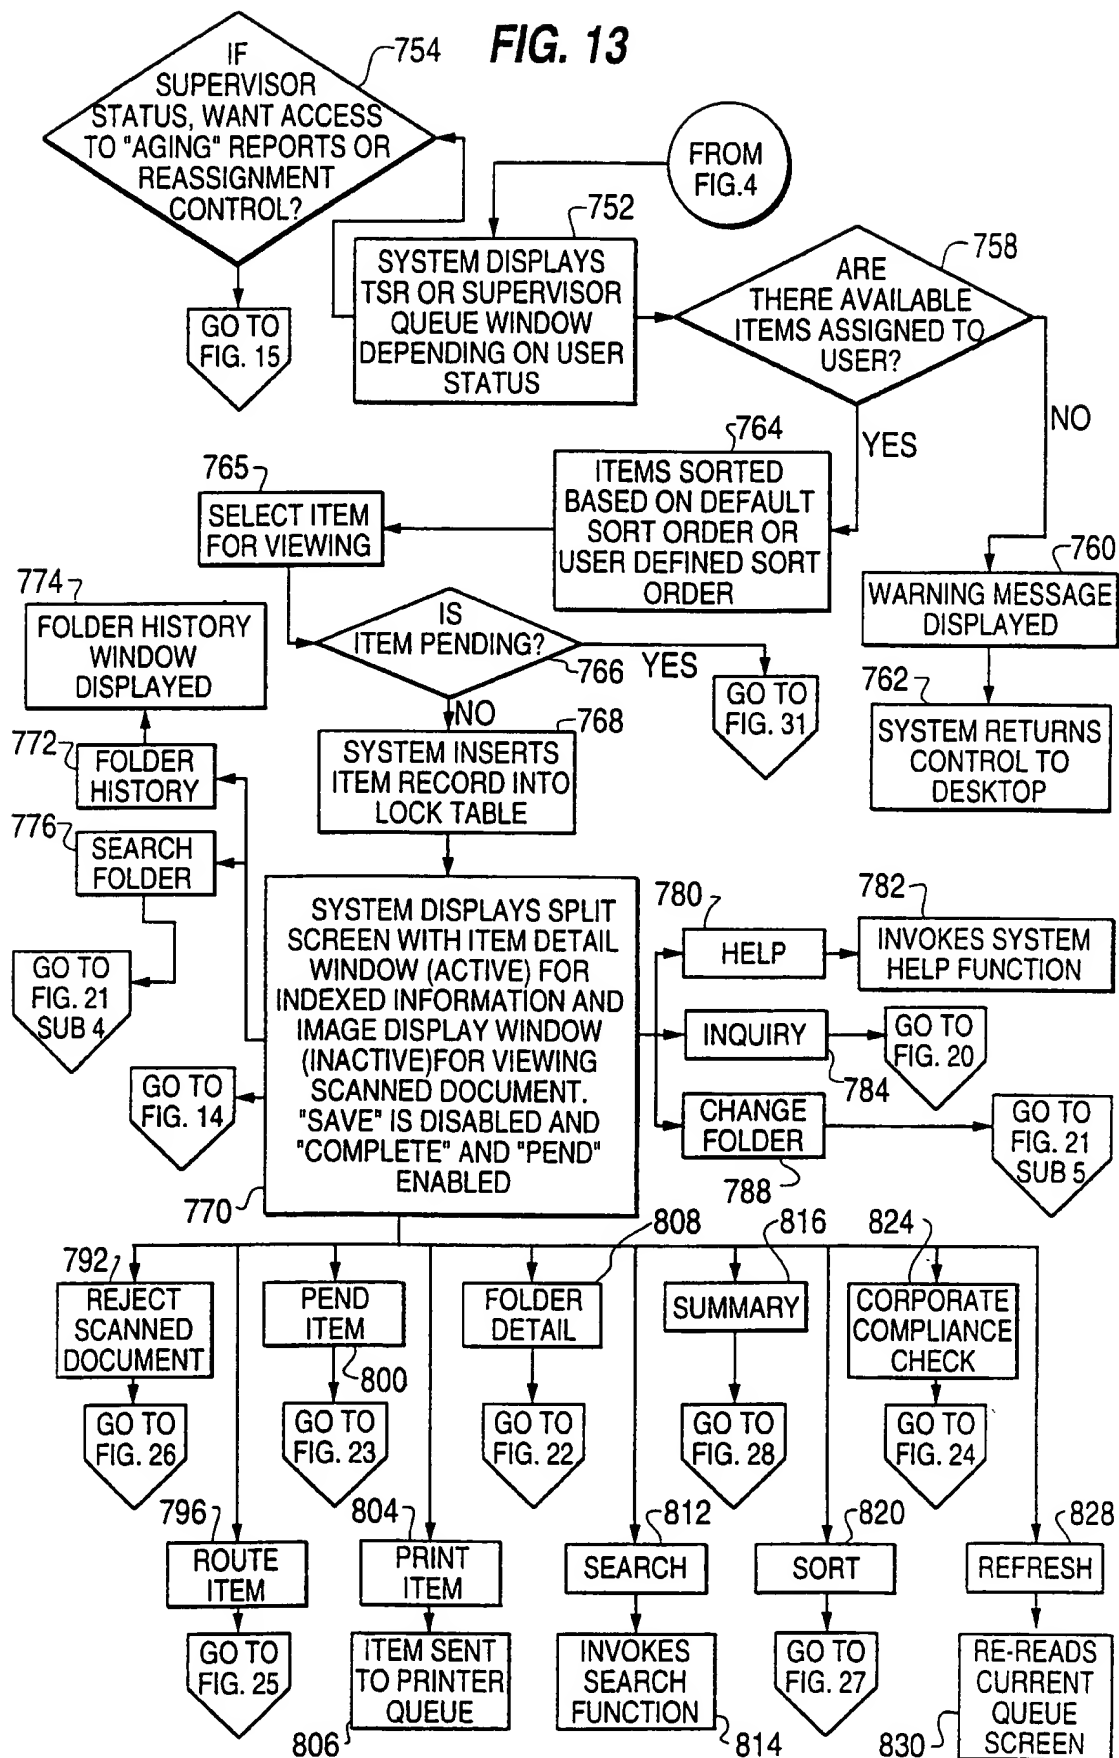 FIG. 13
754
IF
SUPERVISOR
STATUS, WANT ACCESS
TO "AGING" REPORTS OR
REASSIGNMENT
CONTROL?
FROM
FIG.4
752
SYSTEM DISPLAYS
TSR OR SUPERVISOR
QUEUE WINDOW
DEPENDING ON USER
STATUS
758
ARE
THERE AVAILABLE
ITEMS ASSIGNED TO
USER?
GO TO
FIG. 15
NO
YES
764
ITEMS SORTED
BASED ON DEFAULT
SORT ORDER OR
USER DEFINED SORT
ORDER
765
SELECT ITEM
FOR VIEWING
760
WARNING MESSAGE
DISPLAYED
774
FOLDER HISTORY
WINDOW
DISPLAYED
IS
ITEM PENDING?
766
YES
NO
GO TO
FIG. 31
762
SYSTEM RETURNS
CONTROL TO
DESKTOP
768
SYSTEM INSERTS
ITEM RECORD INTO
LOCK TABLE
772
FOLDER
HISTORY
776
SEARCH
FOLDER
GO TO
FIG. 21
SUB 4
GO TO
FIG. 14
SYSTEM DISPLAYS SPLIT
SCREEN WITH ITEM DETAIL
WINDOW (ACTIVE) FOR
INDEXED INFORMATION AND
IMAGE DISPLAY WINDOW
(INACTIVE)FOR VIEWING
SCANNED DOCUMENT.
"SAVE" IS DISABLED AND
"COMPLETE" AND "PEND"
ENABLED
770
780
HELP
782
INVOKES SYSTEM
HELP FUNCTION
INQUIRY
784
GO TO
FIG. 20
CHANGE
FOLDER
788
GO TO
FIG. 21
SUB 5
792
REJECT
SCANNED
DOCUMENT
GO TO
FIG. 26
PEND
ITEM
800
GO TO
FIG. 23
808
FOLDER
DETAIL
GO TO
FIG. 22
816
SUMMARY
GO TO
FIG. 28
824
CORPORATE
COMPLIANCE
CHECK
GO TO
FIG. 24
796
ROUTE
ITEM
GO TO
FIG. 25
804
PRINT
ITEM
ITEM SENT
TO PRINTER
QUEUE
806
812
SEARCH
INVOKES
SEARCH
FUNCTION
814
820
SORT
GO TO
FIG. 27
828
REFRESH
RE-READS
CURRENT
QUEUE
SCREEN
830